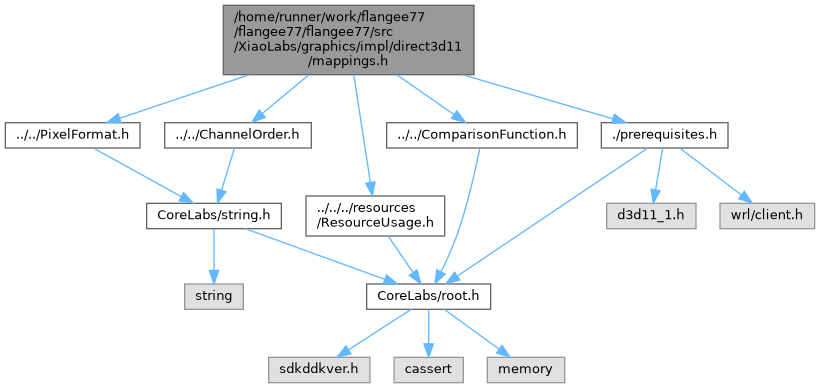 /home/runner/work/flangee77
/flangee77/flangee77/src
/XiaoLabs/graphics/impl/direct3d11
/mappings.h
../../PixelFormat.h
../../ChannelOrder.h
../../ComparisonFunction.h
./prerequisites.h
CoreLabs/string.h
../../../resources
/ResourceUsage.h
d3d11_1.h
wrl/client.h
string
CoreLabs/root.h
sdkddkver.h
cassert
memory